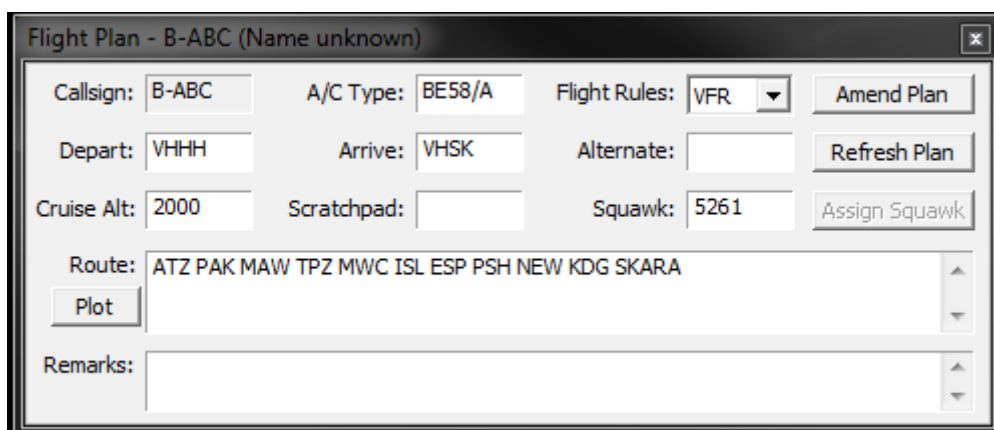 Flight Plan - B-ABC (Name unknown)
Callsign: B-ABC A/C Type: BE58/A Flight Rules: VFR Amend Plan
Depart: VHHH Arrive: VHSK Alternate: Refresh Plan
Cruise Alt: 2000 Scratchpad: Squawk: 5261 Assign Squawk
Route: ATZ PAK MAW TPZ MWC ISL ESP PSH NEW KDG SKARA
Plot
Remarks: